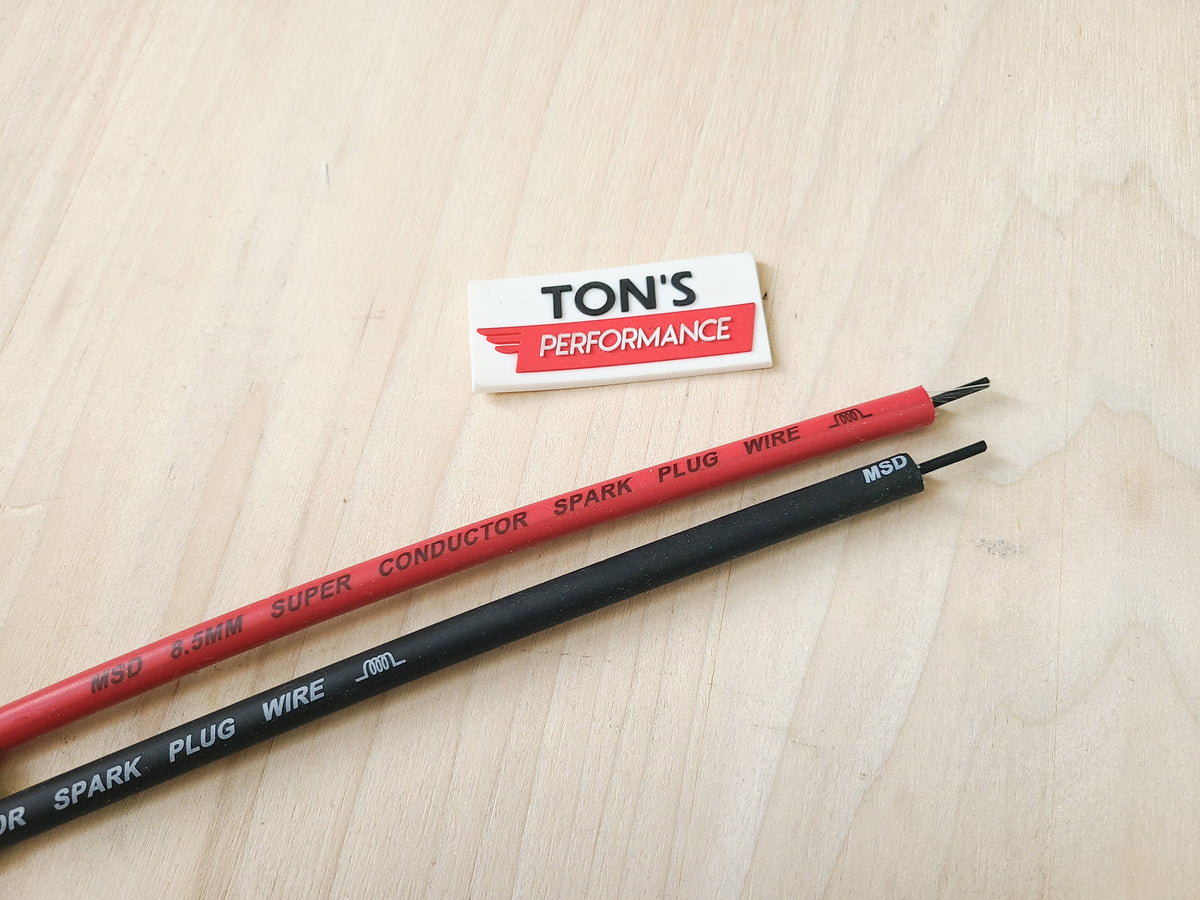 TON'S
PERFORMANCE
MSD 8.5MM SUPER CONDUCTOR SPARK PLUG WIRE
OR SPARK PLUG WIRE MSD